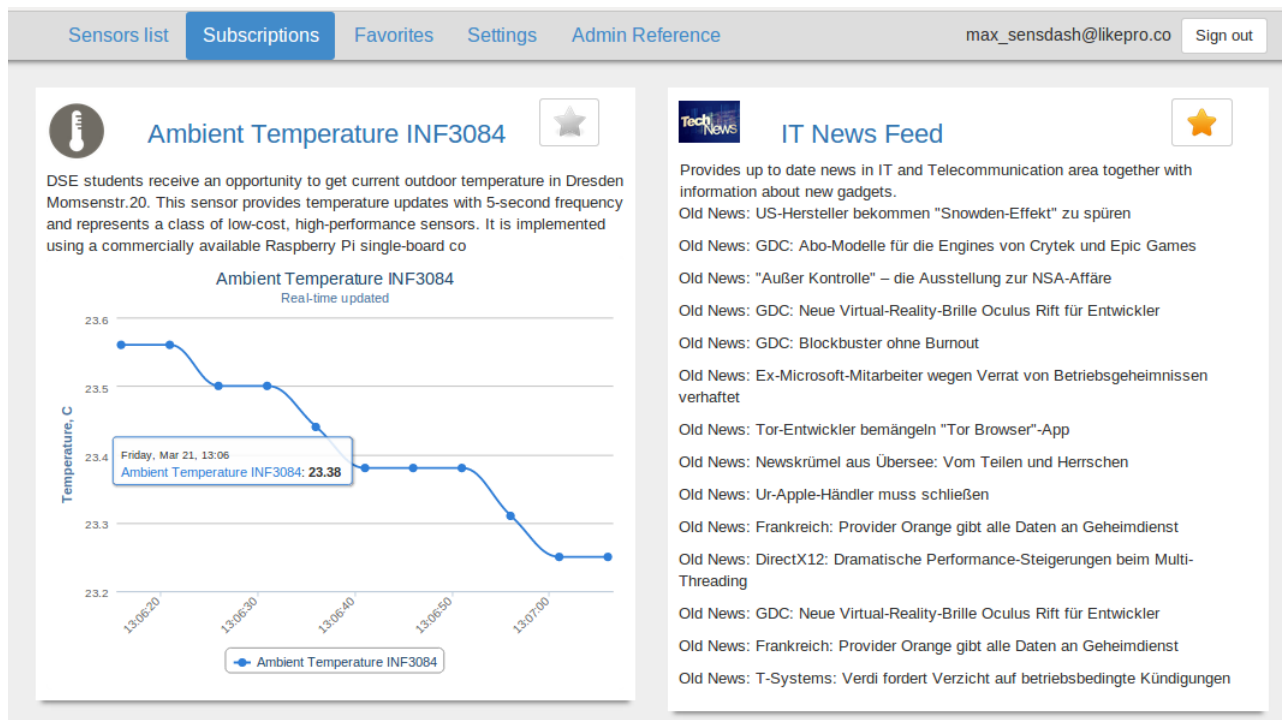 Sensors list Subscriptions Favorites Settings Admin Reference max_sensdash@likepro.co Sign out
Ambient Temperature INF3084
DSE students receive an opportunity to get current outdoor temperature in Dresden
Momsenstr.20. This sensor provides temperature updates with 5-second frequency
and represents a class of low-cost, high-performance sensors. It is implemented
using a commercially available Raspberry Pi single-board co
Ambient Temperature INF3084
Real-time updated
Temperature, C
23.6
23.5
23.4
23.3
23.2
Friday, Mar 21, 13:06
Ambient Temperature INF3084: 23.38
13:06:20 13:06:30 13:06:40 13:06:50 13:07:00
Ambient Temperature INF3084
Tech News
IT News Feed
Provides up to date news in IT and Telecommunication area together with
information about new gadgets.
Old News: US-Hersteller bekommen "Snowden-Effekt" zu spüren
Old News: GDC: Abo-Modelle für die Engines von Crytek und Epic Games
Old News: "Außer Kontrolle" – die Ausstellung zur NSA-Affäre
Old News: GDC: Neue Virtual-Reality-Brille Oculus Rift für Entwickler
Old News: GDC: Blockbuster ohne Burnout
Old News: Ex-Microsoft-Mitarbeiter wegen Verrat von Betriebsgeheimnissen
verhaftet
Old News: Tor-Entwickler bemängeln "Tor Browser"-App
Old News: Newskrümel aus Übersee: Vom Teilen und Herrschen
Old News: Ur-Apple-Händler muss schließen
Old News: Frankreich: Provider Orange gibt alle Daten an Geheimdienst
Old News: DirectX12: Dramatische Performance-Steigerungen beim Multi-
Threading
Old News: GDC: Neue Virtual-Reality-Brille Oculus Rift für Entwickler
Old News: Frankreich: Provider Orange gibt alle Daten an Geheimdienst
Old News: T-Systems: Verdi fordert Verzicht auf betriebsbedingte Kündigungen